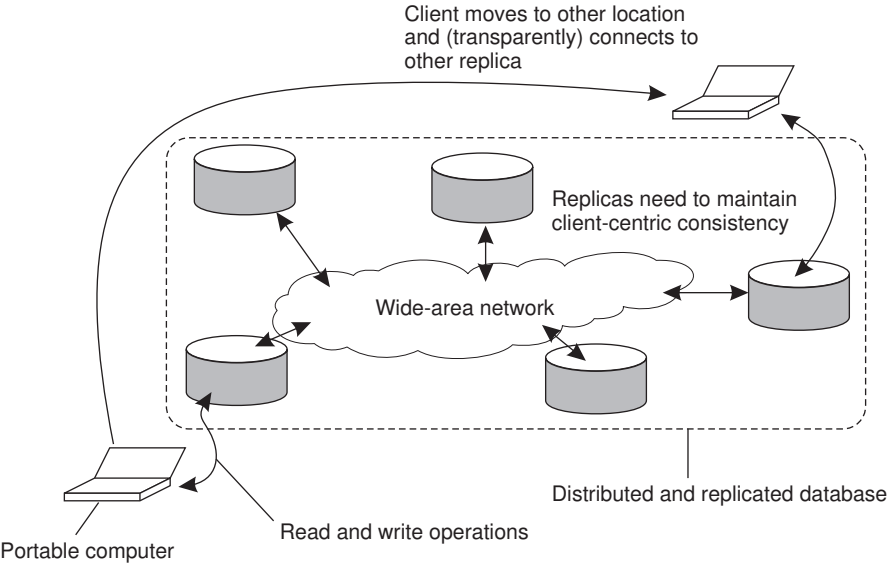 Client moves to other location
and (transparently) connects to
other replica
Replicas need to maintain
client-centric consistency
Wide-area network
Distributed and replicated database
Read and write operations
Portable computer